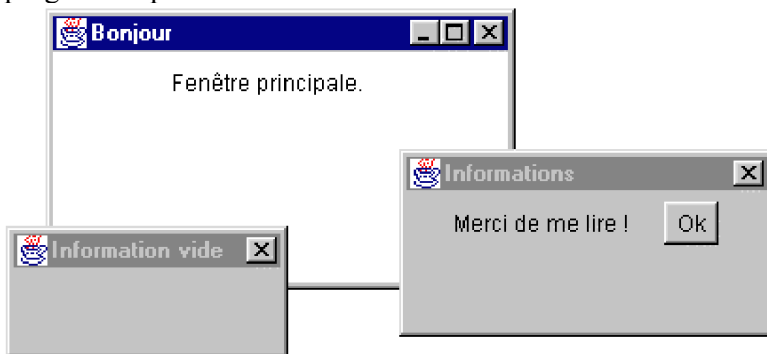 Bonjour
Fenêtre principale.
Informations
Merci de me lire !
Ok
Information vide